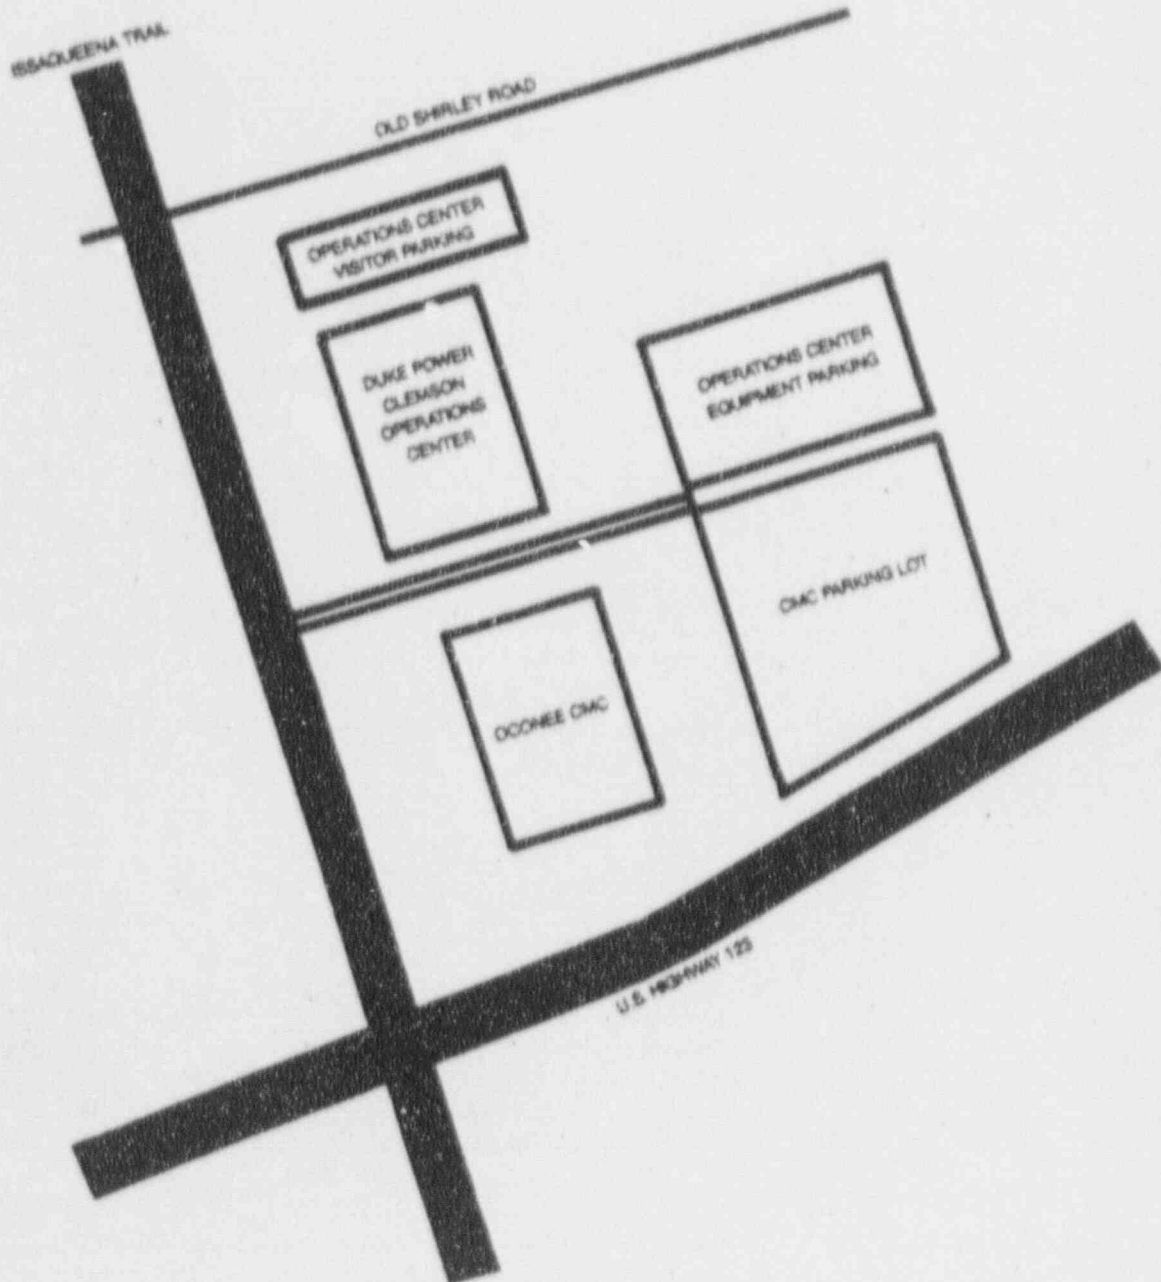 ISSAQUEENA TRAIL
OLD SHIRLEY ROAD
OPERATIONS CENTER
VISITOR PARKING
DUKE POWER
CLEMSON
OPERATIONS
CENTER
OPERATIONS CENTER
EQUIPMENT PARKING
CMC PARKING LOT
OCONEE CMC
U.S. HIGHWAY 123